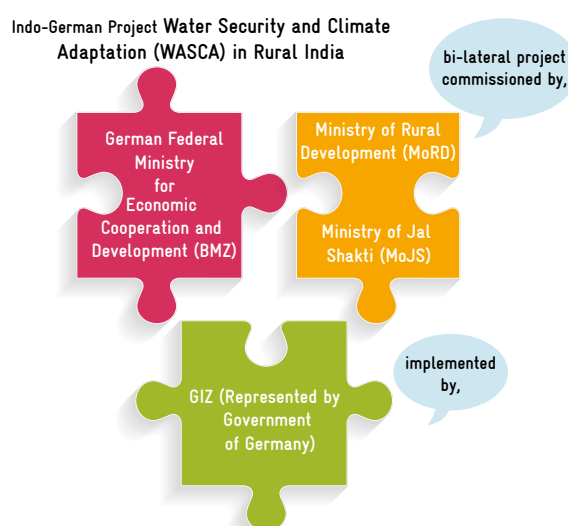 Indo-German Project Water Security and Climate
Adaptation (WASCA) in Rural India
bi-lateral project
commissioned by,
German Federal
Ministry
for
Economic
Cooperation and
Development (BMZ)
Ministry of Rural
Development (MoRD)
Ministry of Jal
Shakti (MoJS)
implemented
by,
GIZ (Represented by
Government
of Germany)